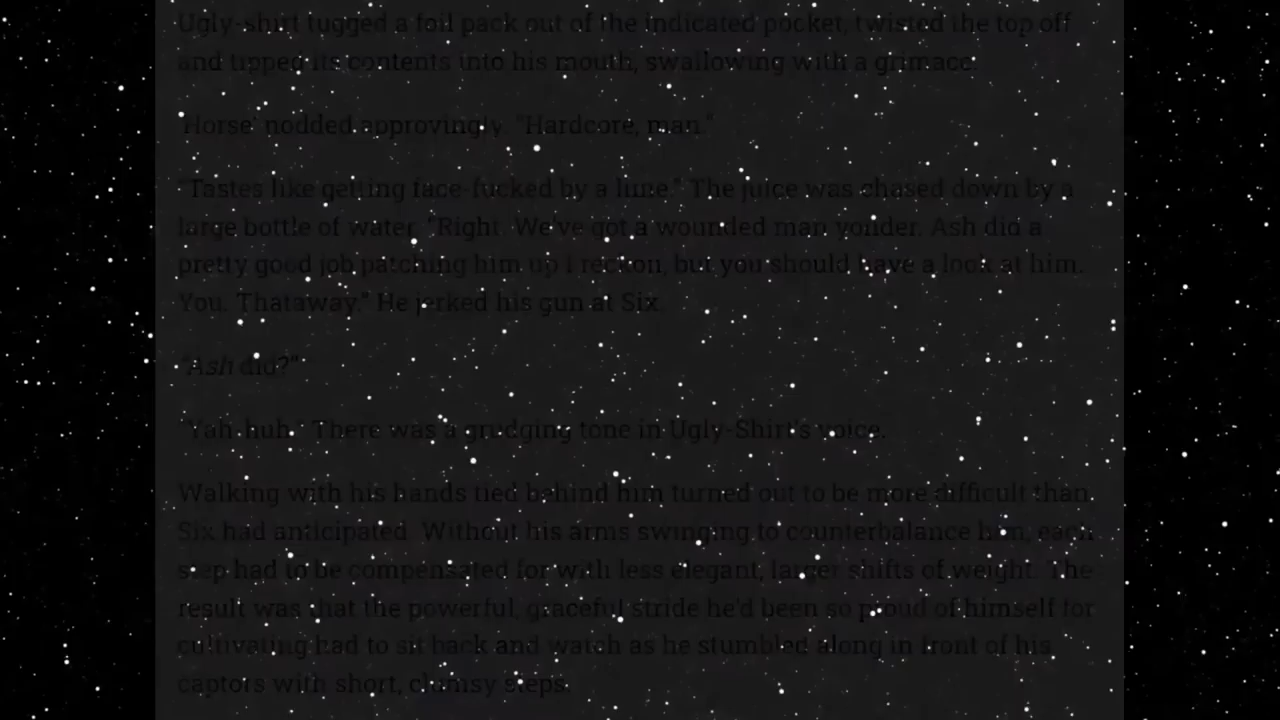 Ugly-shirt tugged a foil pack out of the indicated pocket, twisted the top off
and tipped its contents into his mouth, swallowing with a grimace.
'Horse' nodded approvingly. "Hardcore, man."
"Tastes like getting face-fucked by a lime." The juice was chased down by a
large bottle of water. "Right. We've got a wounded man yonder. Ash did a
pretty good job patching him up I reckon, but you should have a look at him.
You. Thataway." He jerked his gun at Six.
"Ash did?"
"Yah-huh." There was a grudging tone in Ugly-Shirt's voice.
Walking with his hands tied behind him turned out to be more difficult than
Six had anticipated. Without his arms swinging to counterbalance him, each
step had to be compensated for with less elegant, larger shifts of weight. The
result was that the powerful, graceful stride he'd been so proud of himself for
cultivating had to sit back and watch as he stumbled along in front of his
captors with short, clumsy steps.